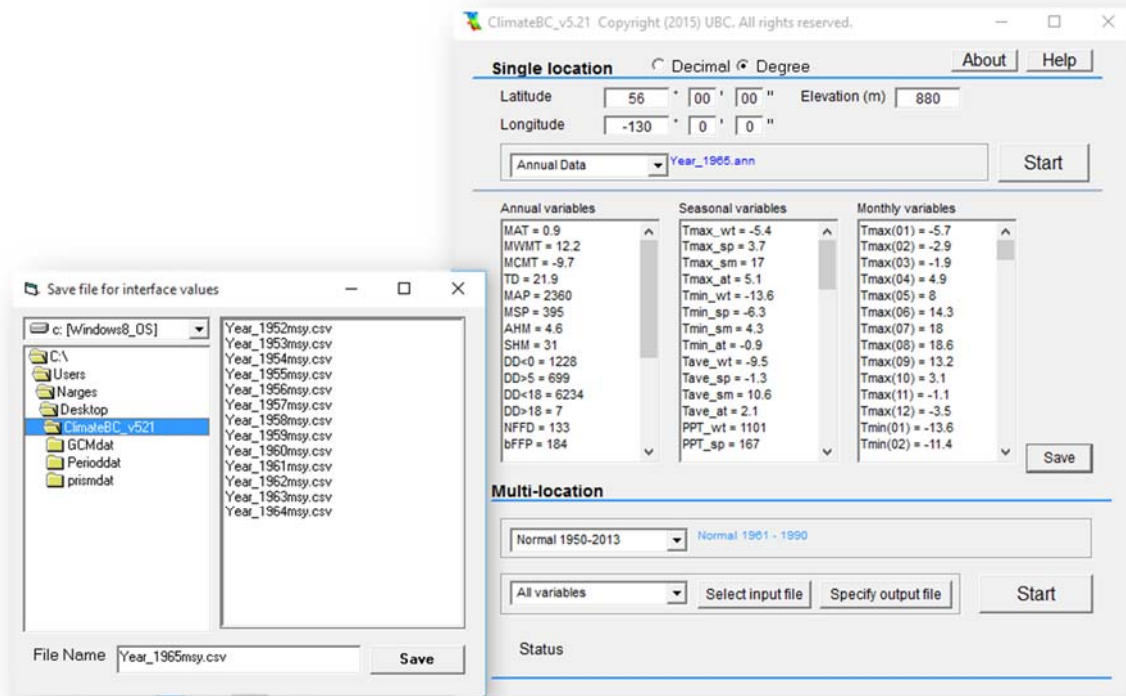 ClimateBC_v5.21 Copyright (2015) UBC. All rights reserved.
Single location Decimal Degree About Help
Latitude 56 ° 00 ' 00 " Elevation (m) 880
Longitude -130 ° 0 ' 0 "
Annual Data Year_1965.ann Start
Annual variables
MAT = 0.9
MWMT = 12.2
MCMT = -9.7
TD = 21.9
MAP = 2360
MSP = 395
AHM = 4.6
SHM = 31
DD<0 = 1228
DD>5 = 699
DD<18 = 6234
DD>18 = 7
NFFD = 133
bFFP = 184
Seasonal variables
Tmax_wt = -5.4
Tmax_sp = 3.7
Tmax_sm = 17
Tmax_at = 5.1
Tmin_wt = -13.6
Tmin_sp = -6.3
Tmin_sm = 4.3
Tmin_at = -0.9
Tave_wt = -9.5
Tave_sp = -1.3
Tave_sm = 10.6
Tave_at = 2.1
PPT_wt = 1101
PPT_sp = 167
Monthly variables
Tmax(01) = -5.7
Tmax(02) = -2.9
Tmax(03) = -1.9
Tmax(04) = 4.9
Tmax(05) = 8
Tmax(06) = 14.3
Tmax(07) = 18
Tmax(08) = 18.6
Tmax(09) = 13.2
Tmax(10) = 3.1
Tmax(11) = -1.1
Tmax(12) = -3.5
Tmin(01) = -13.6
Tmin(02) = -11.4
Save
Multi-location
Normal 1950-2013 Normal 1961 - 1990
All variables Select input file Specify output file Start
Status
Save file for interface values
c: [Windows8_OS]
C:\
Users
Narges
Desktop
ClimateBC_v521
GCMdat
Perioddat
prismdat
Year_1952msy.csv
Year_1953msy.csv
Year_1954msy.csv
Year_1955msy.csv
Year_1956msy.csv
Year_1957msy.csv
Year_1958msy.csv
Year_1959msy.csv
Year_1960msy.csv
Year_1961msy.csv
Year_1962msy.csv
Year_1963msy.csv
Year_1964msy.csv
File Name Year_1965msy.csv Save